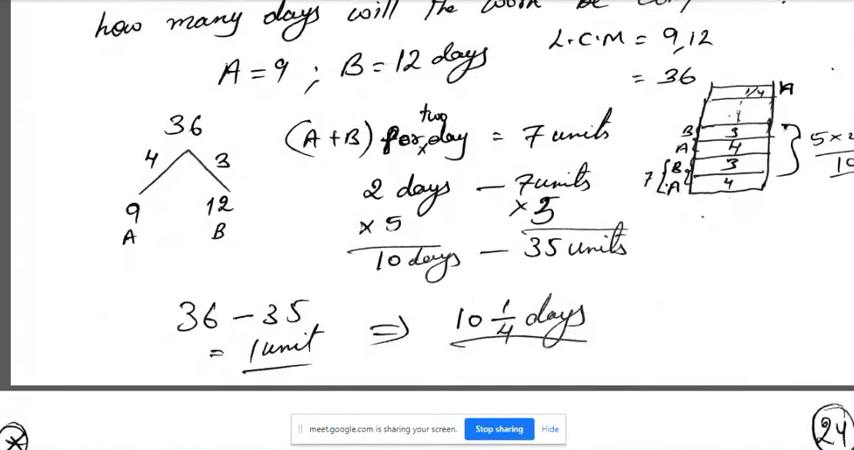 how many days will the work be
A = 9 ; B = 12 days
L.C.M = 9,12
= 36
36
4 3
9 12
A B
(A+B) for two day = 7 units
2 days — 7 units
× 5 × 5
10 days — 35 units
1/4 A
B 3
A 4
7 { B 3
A 4
5 × 2
10
36 – 35
= 1 unit
⇒ 10 1/4 days
meet.google.com is sharing your screen. Stop sharing Hide
24